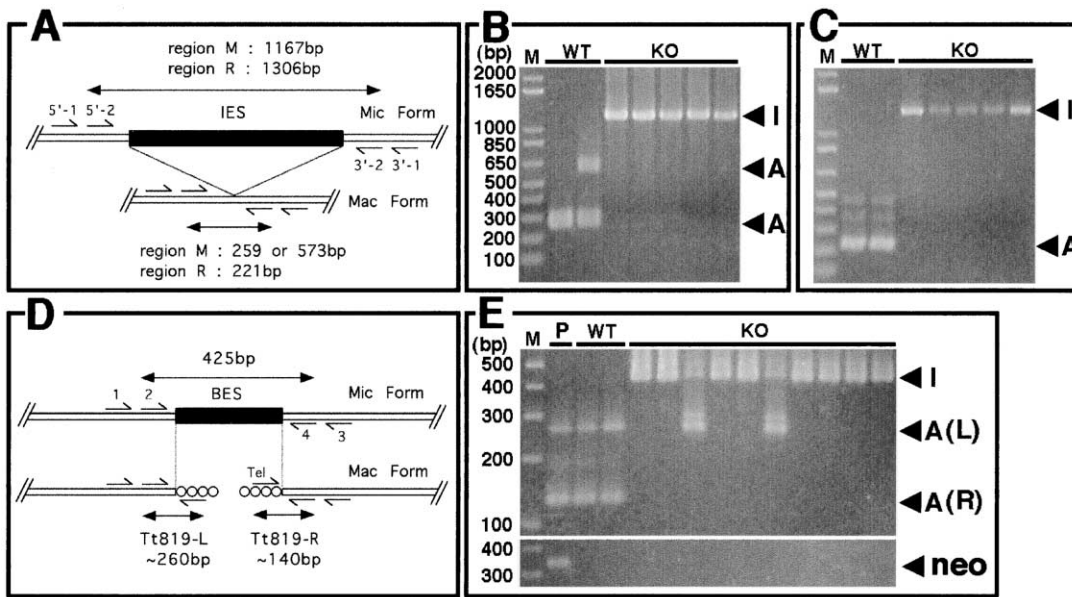 A
region M : 1167bp
region R : 1306bp
5'-1 5'-2
IES
Mic Form
3'-2 3'-1
Mac Form
region M : 259 or 573bp
region R : 221bp
B
(bp)
M WT KO
2000
1650
1000
850
650
500
400
300
200
100
I
A
A
C
M WT KO
I
A
D
425bp
1 2
BES
Mic Form
4 3
Tel
Mac Form
Tt819-L
~260bp
Tt819-R
~140bp
E
(bp)
M P WT KO
500
400
300
200
100
I
A(L)
A(R)
400
300
neo